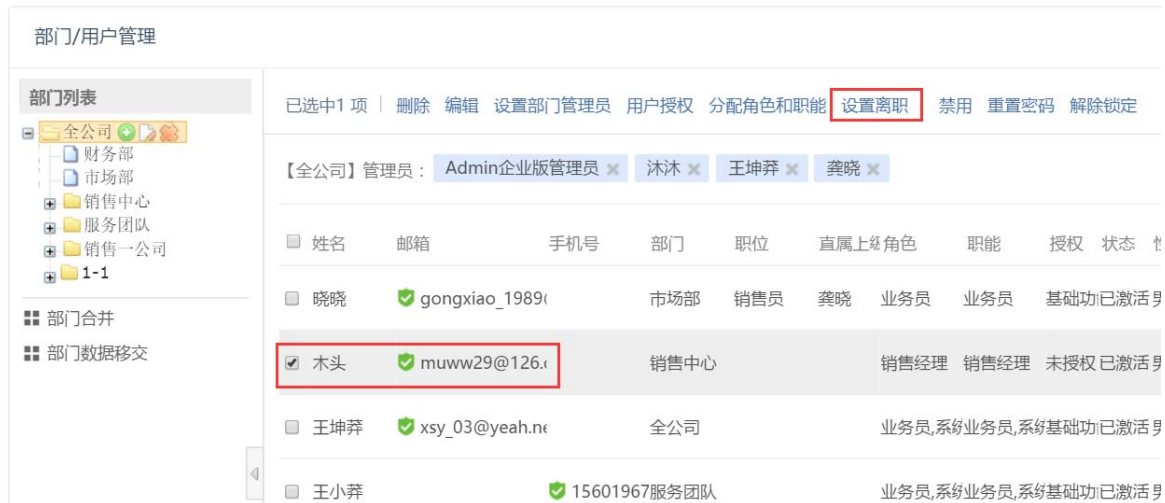 部门/用户管理
部门列表
全公司
财务部
市场部
销售中心
服务团队
销售一公司
1-1
部门合并
部门数据移交
已选中1 项 删除 编辑 设置部门管理员 用户授权 分配角色和职能 设置离职 禁用 重置密码 解除锁定
【全公司】管理员： Admin企业版管理员 沐沐 王坤莽 龚晓
姓名 邮箱 手机号 部门 职位 直属上级 角色 职能 授权 状态
晓晓 gongxiao_1989 市场部 销售员 龚晓 业务员 业务员 基础功 已激活 男
木头 muww29@126. 销售中心 销售经理 销售经理 未授权 已激活 男
王坤莽 xsy_03@yeah.ne 全公司 业务员,系统 业务员,系统 基础功 已激活 男
王小莽 15601967 服务团队 业务员,系统 业务员,系统 基础功 已激活 男